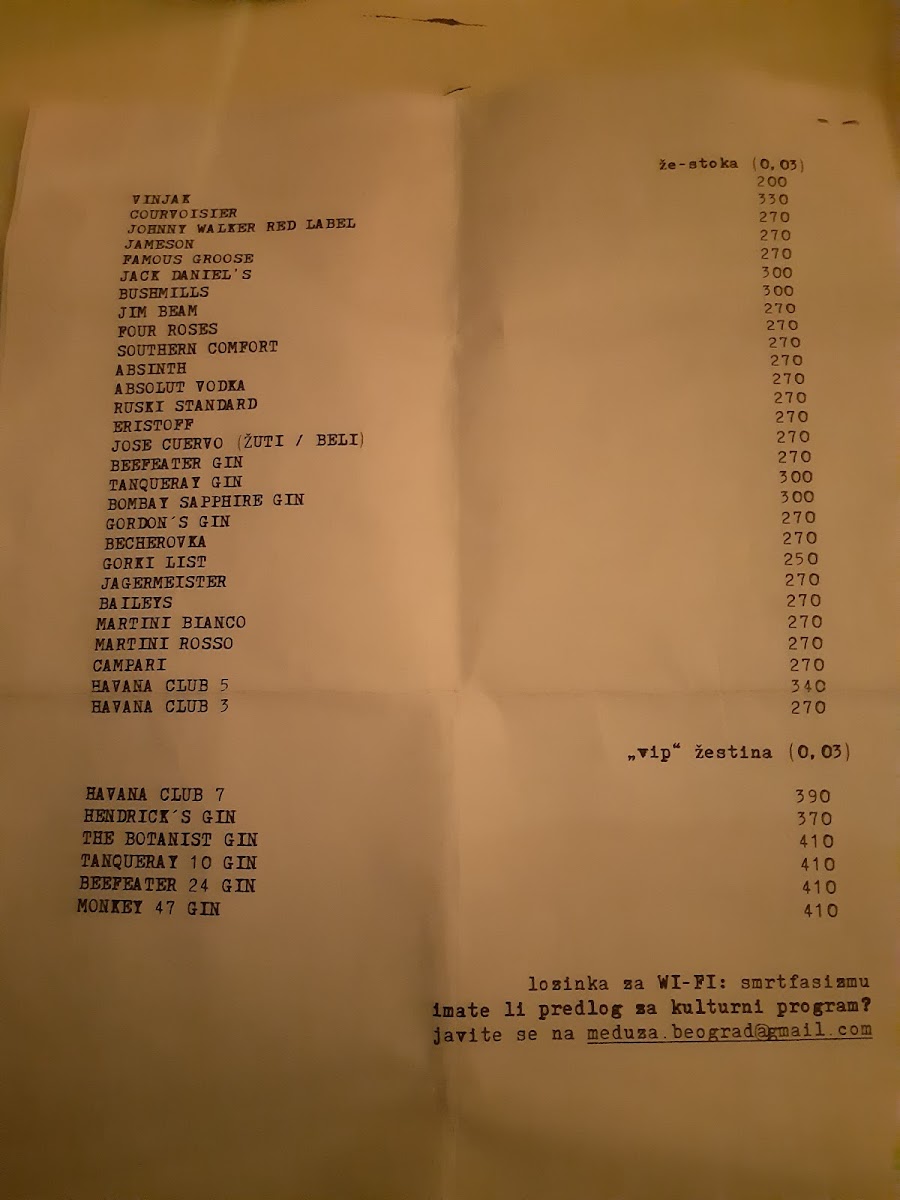 že-stoka (0,03)
VINJAK 200
COURVOISIER 330
JOHNNY WALKER RED LABEL 270
JAMESON 270
FAMOUS GROOSE 270
JACK DANIEL'S 300
BUSHMILLS 300
JIM BEAM 270
FOUR ROSES 270
SOUTHERN COMFORT 270
ABSINTH 270
ABSOLUT VODKA 270
RUSKI STANDARD 270
ERISTOFF 270
JOSE CUERVO (ŽUTI / BELI) 270
BEEFEATER GIN 270
TANQUERAY GIN 300
BOMBAY SAPPHIRE GIN 300
GORDON´S GIN 270
BECHEROVKA 270
GORKI LIST 250
JAGERMEISTER 270
BAILEYS 270
MARTINI BIANCO 270
MARTINI ROSSO 270
CAMPARI 270
HAVANA CLUB 5 340
HAVANA CLUB 3 270
„vip“ žestina (0,03)
HAVANA CLUB 7 390
HENDRICK´S GIN 370
THE BOTANIST GIN 410
TANQUERAY 10 GIN 410
BEEFEATER 24 GIN 410
MONKEY 47 GIN 410
lozinka za WI-FI: smrtfasizmu
imate li predlog za kulturni program?
javite se na meduza.beograd@gmail.com